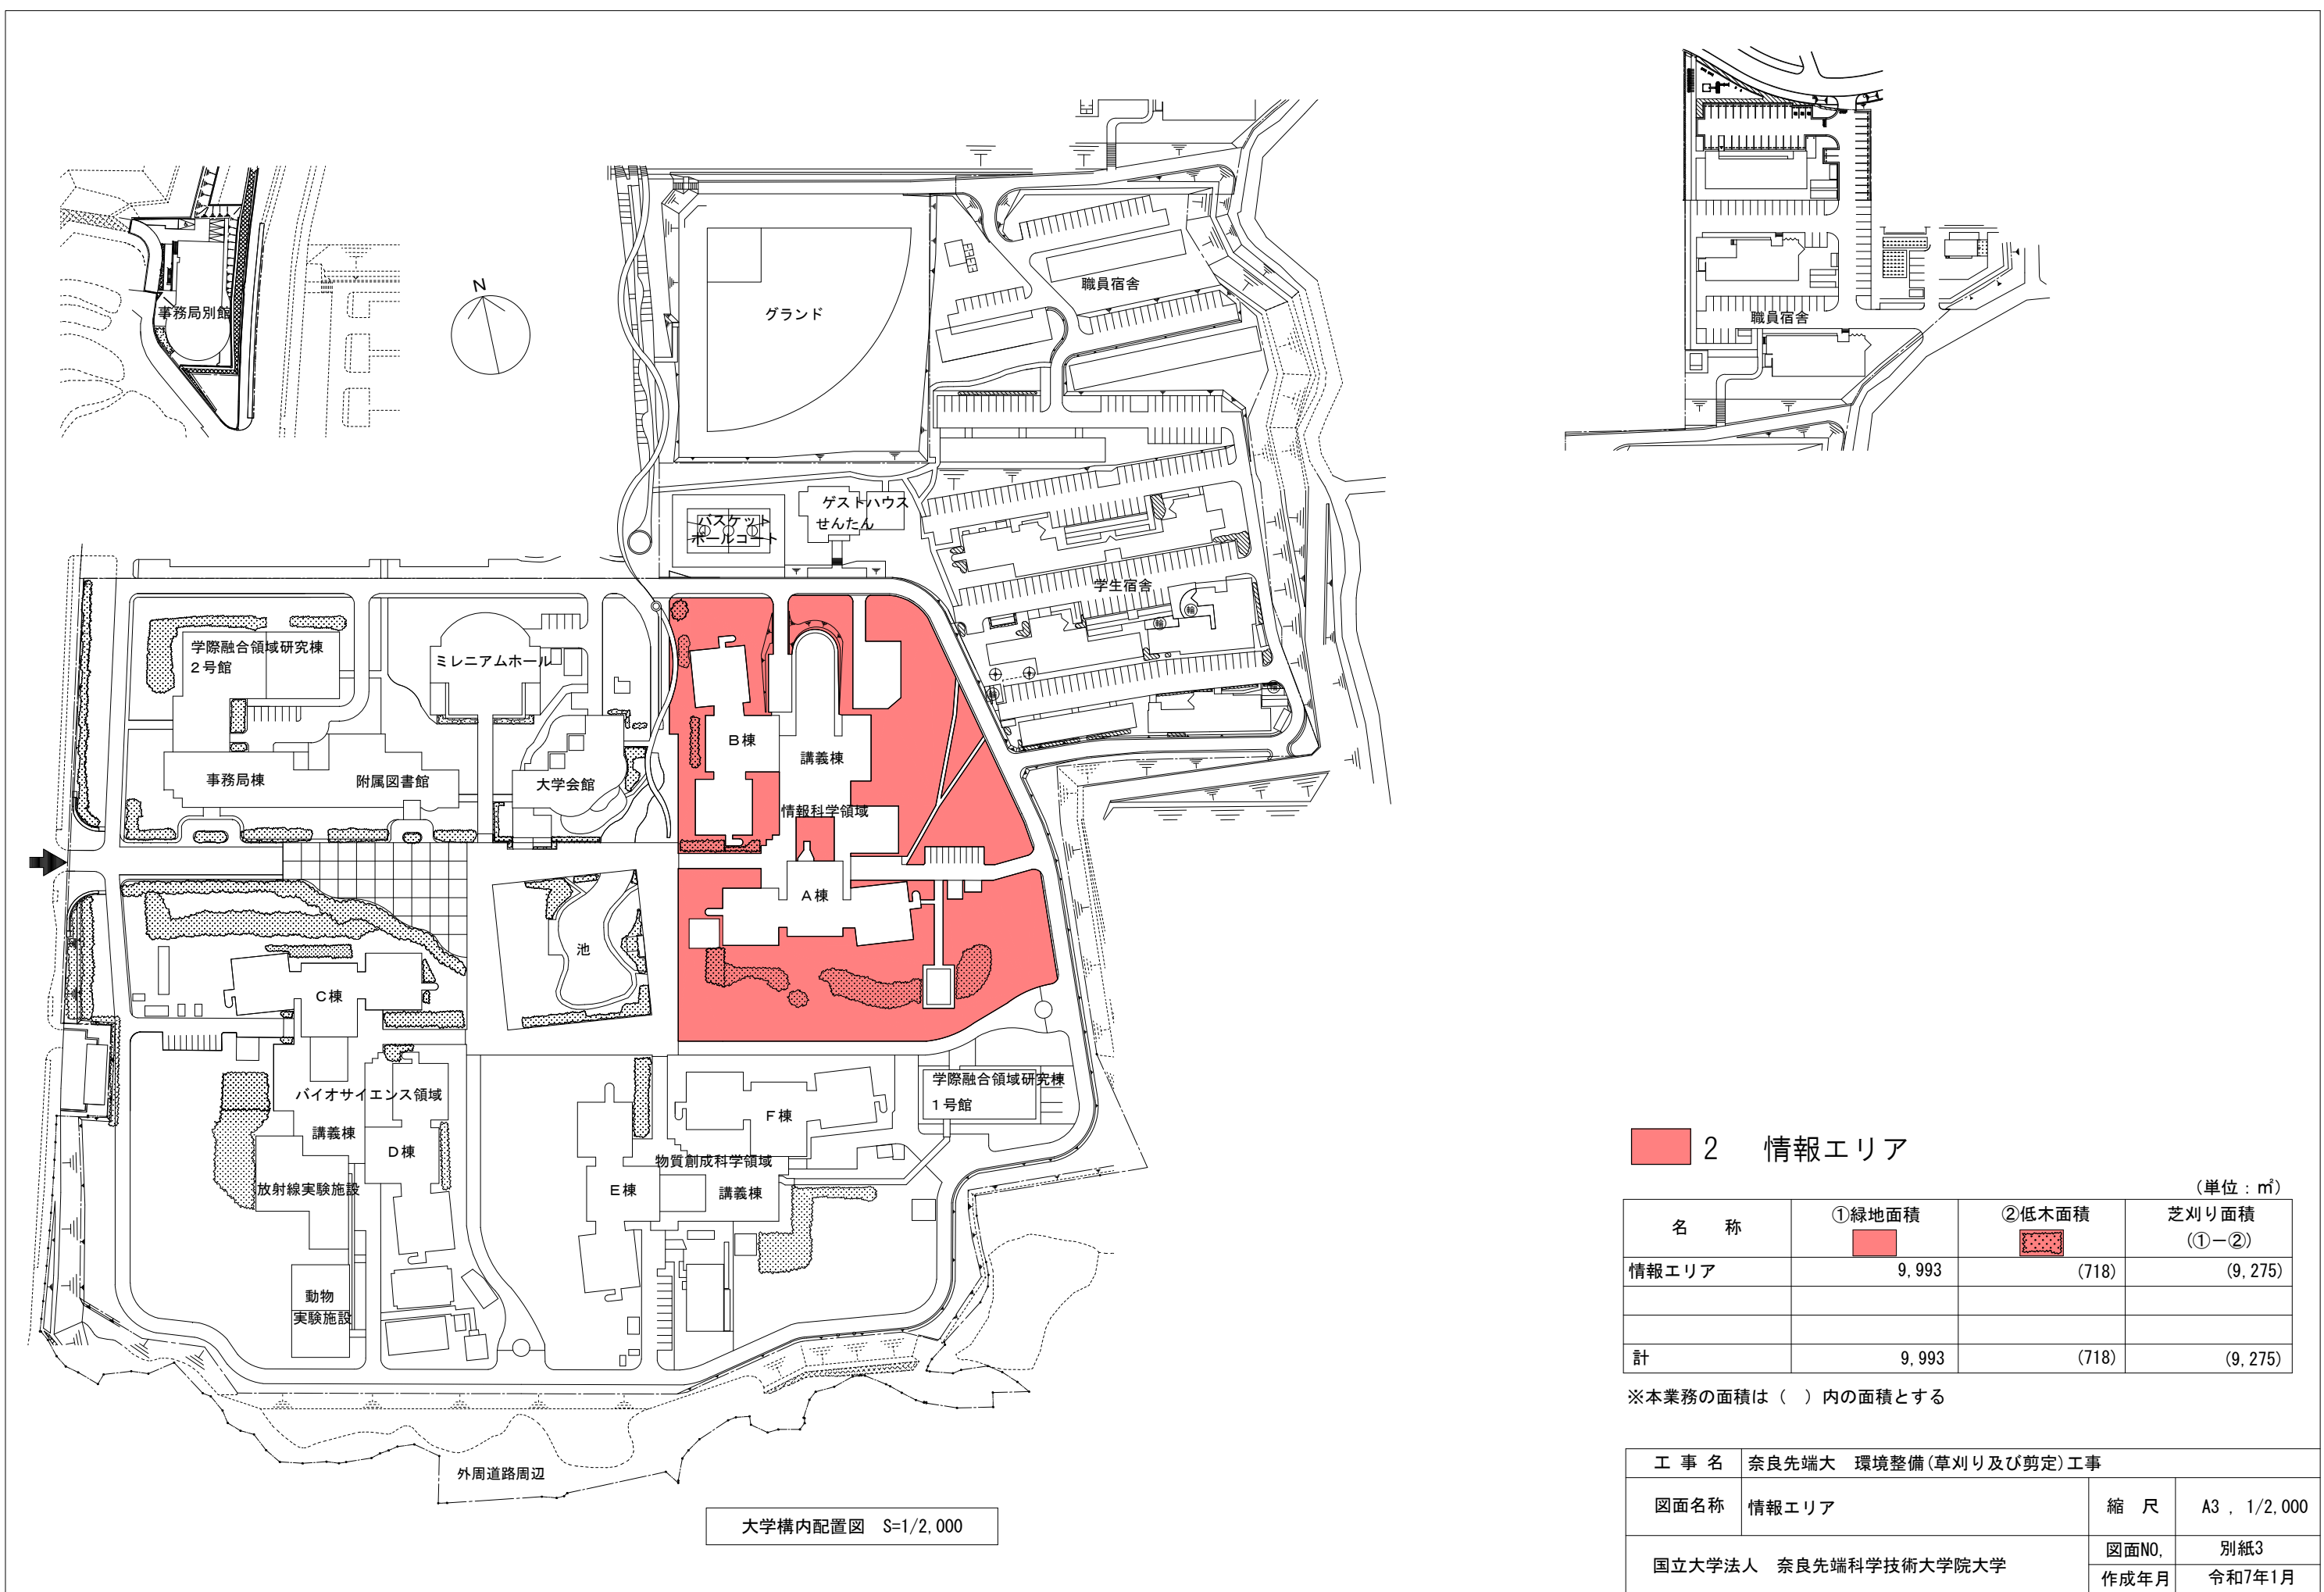 事務局別館
N
グランド
職員宿舎
職員宿舎
バスケット
ボールコート
ゲストハウス
せんたん
学生宿舎
輪
輪
輪
輪
学際融合領域研究棟
2号館
ミレニアムホール
事務局棟
附属図書館
大学会館
B棟
講義棟
情報科学領域
A棟
池
C棟
バイオサイエンス領域
講義棟
D棟
放射線実験施設
動物
実験施設
F棟
物質創成科学領域
E棟
講義棟
学際融合領域研究棟
1号館
外周道路周辺
大学構内配置図 S=1/2,000
2 情報エリア
(単位:㎡)
名 称 ①緑地面積 ②低木面積 芝刈り面積
(①-②)
情報エリア 9,993 (718) (9,275)
計 9,993 (718) (9,275)
※本業務の面積は( )内の面積とする
工 事 名 奈良先端大 環境整備(草刈り及び剪定)工事
図面名称 情報エリア 縮 尺 A3 , 1/2,000
国立大学法人 奈良先端科学技術大学院大学
図面NO, 別紙3
作成年月 令和7年1月